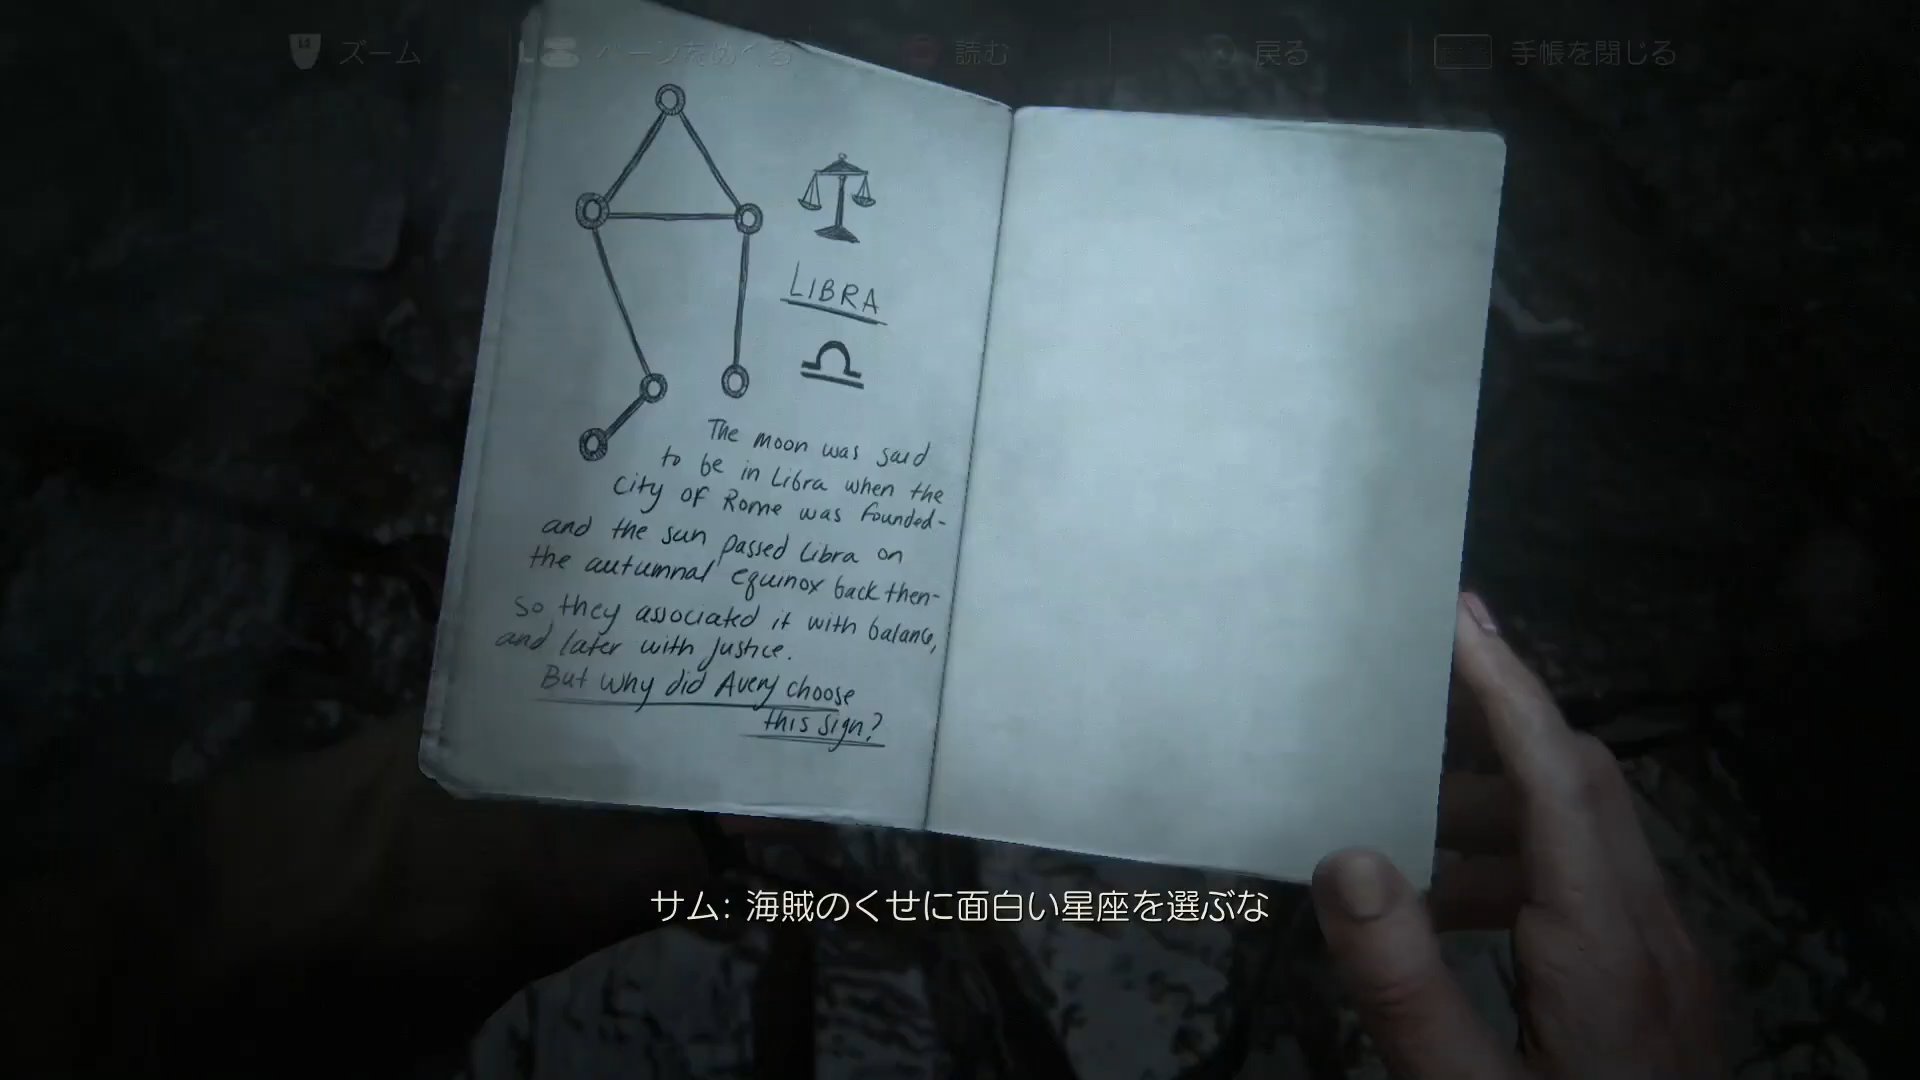 ズーム
ページをめくる
読む
戻る
手帳を閉じる
LIBRA
The moon was said
to be in Libra when the
city of Rome was founded-
and the sun passed Libra on
the autumnal equinox back then-
so they associated it with balance,
and later with justice.
But why did Avery choose
this sign?
サム: 海賊のくせに面白い星座を選ぶな